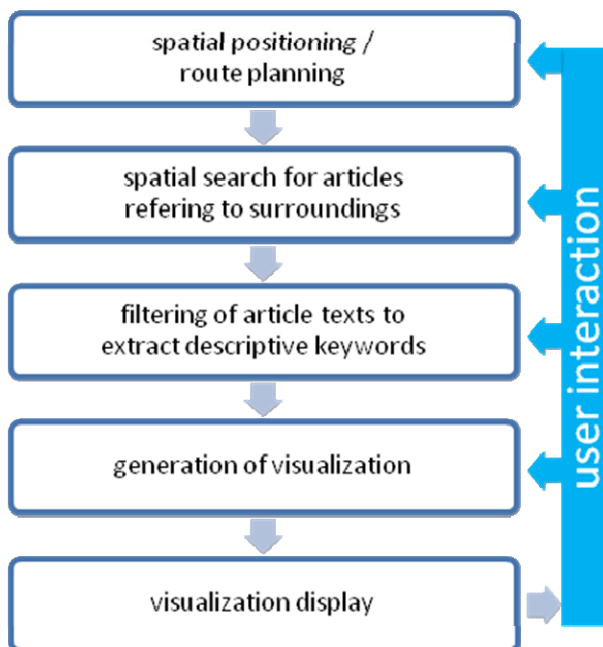 spatial positioning /
route planning
spatial search for articles
refering to surroundings
filtering of article texts to
extract descriptive keywords
generation of visualization
visualization display
user interaction